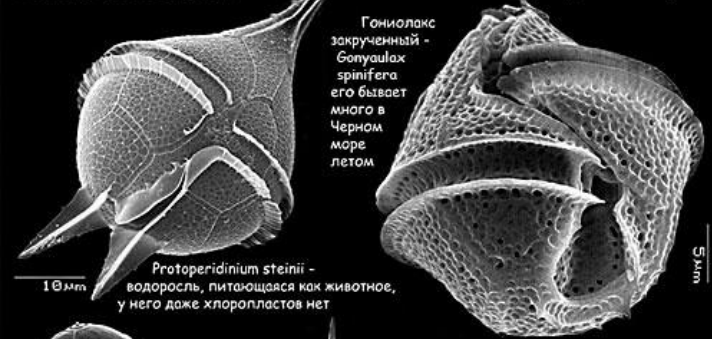 Гониолакс
закрученный -
Gonyaulax
spinifera
его бывает
много в
Черном
море
летом
5 μm
10 μm
Protoperidinium steinii -
водоросль, питающаяся как животное,
у него даже хлоропластов нет